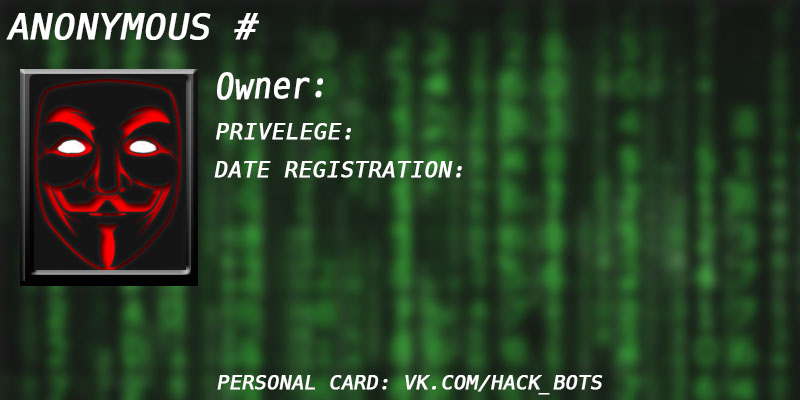 ANONYMOUS #
Owner:
PRIVELEGE:
DATE REGISTRATION:
PERSONAL CARD: VK.COM/HACK_BOTS